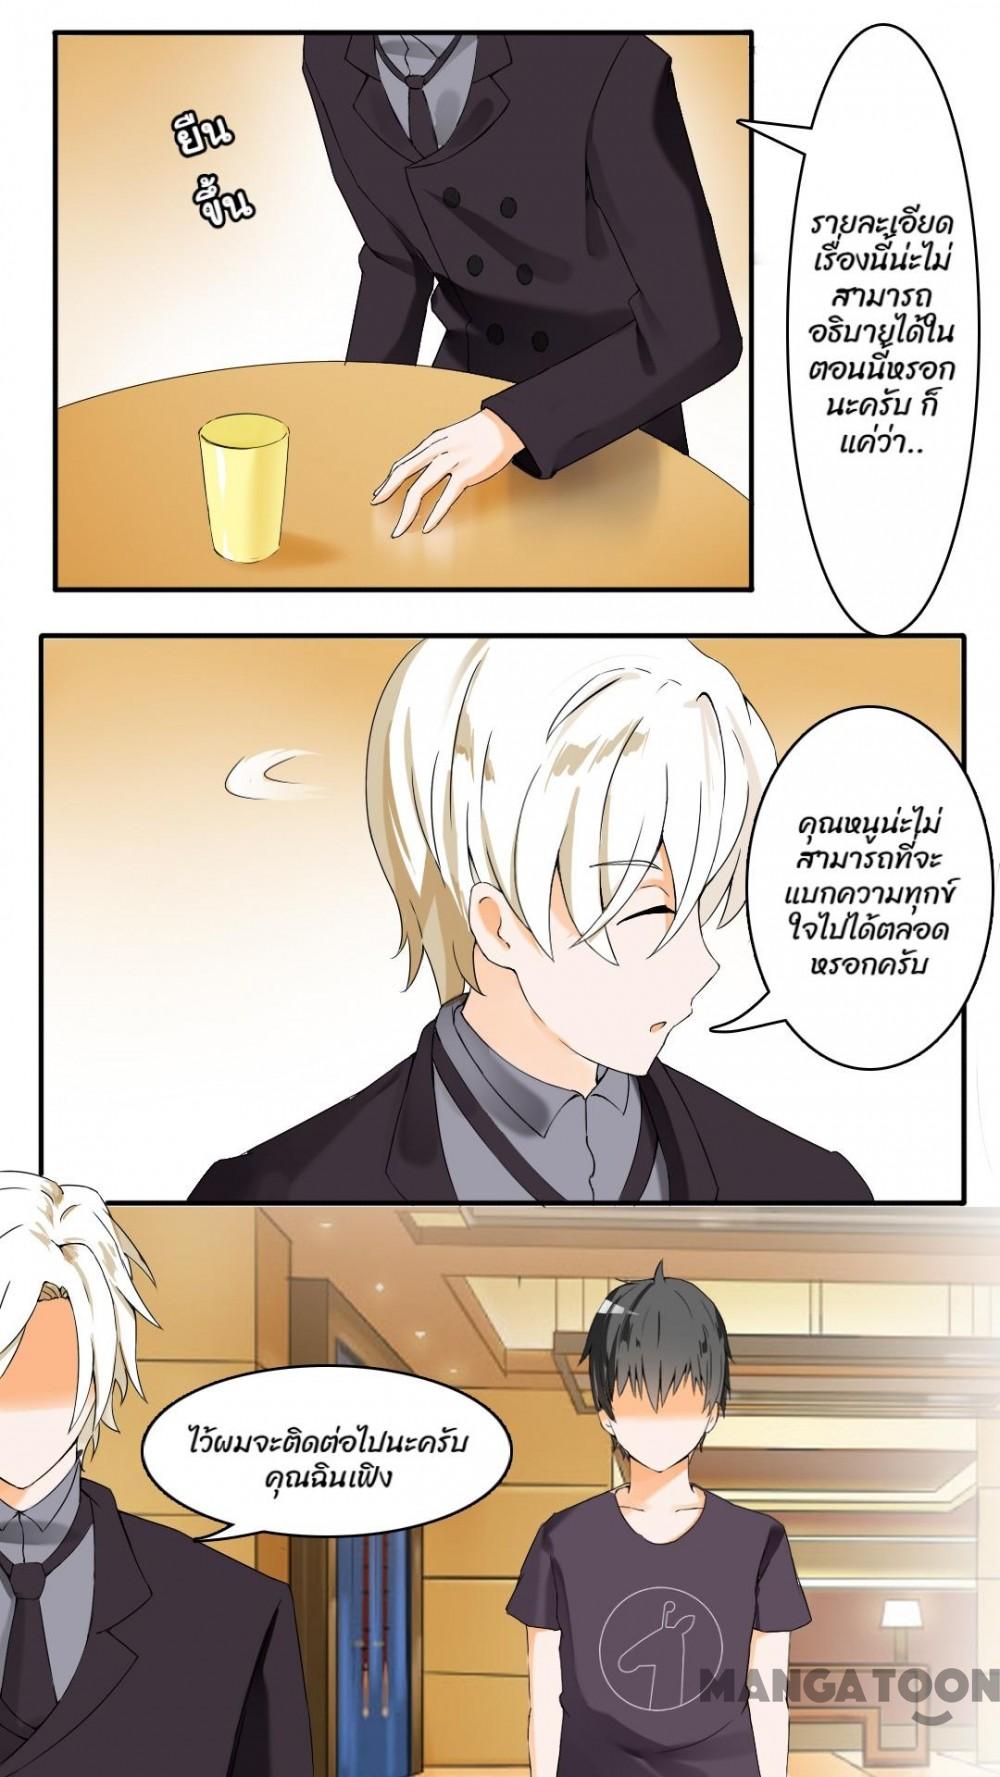 ยืน
ขึ้น
รายละเอียด
เรื่องนี้น่ะไม่
สามารถ
อธิบายได้ใน
ตอนนี้หรอก
นะครับ ก็
แค่ว่า..
คุณหนูน่ะไม่
สามารถที่จะ
แบกความทุกข์
ใจไปได้ตลอด
หรอกครับ
ไว้ผมจะติดต่อไปนะครับ
คุณฉินเฟิง
MANGATOON